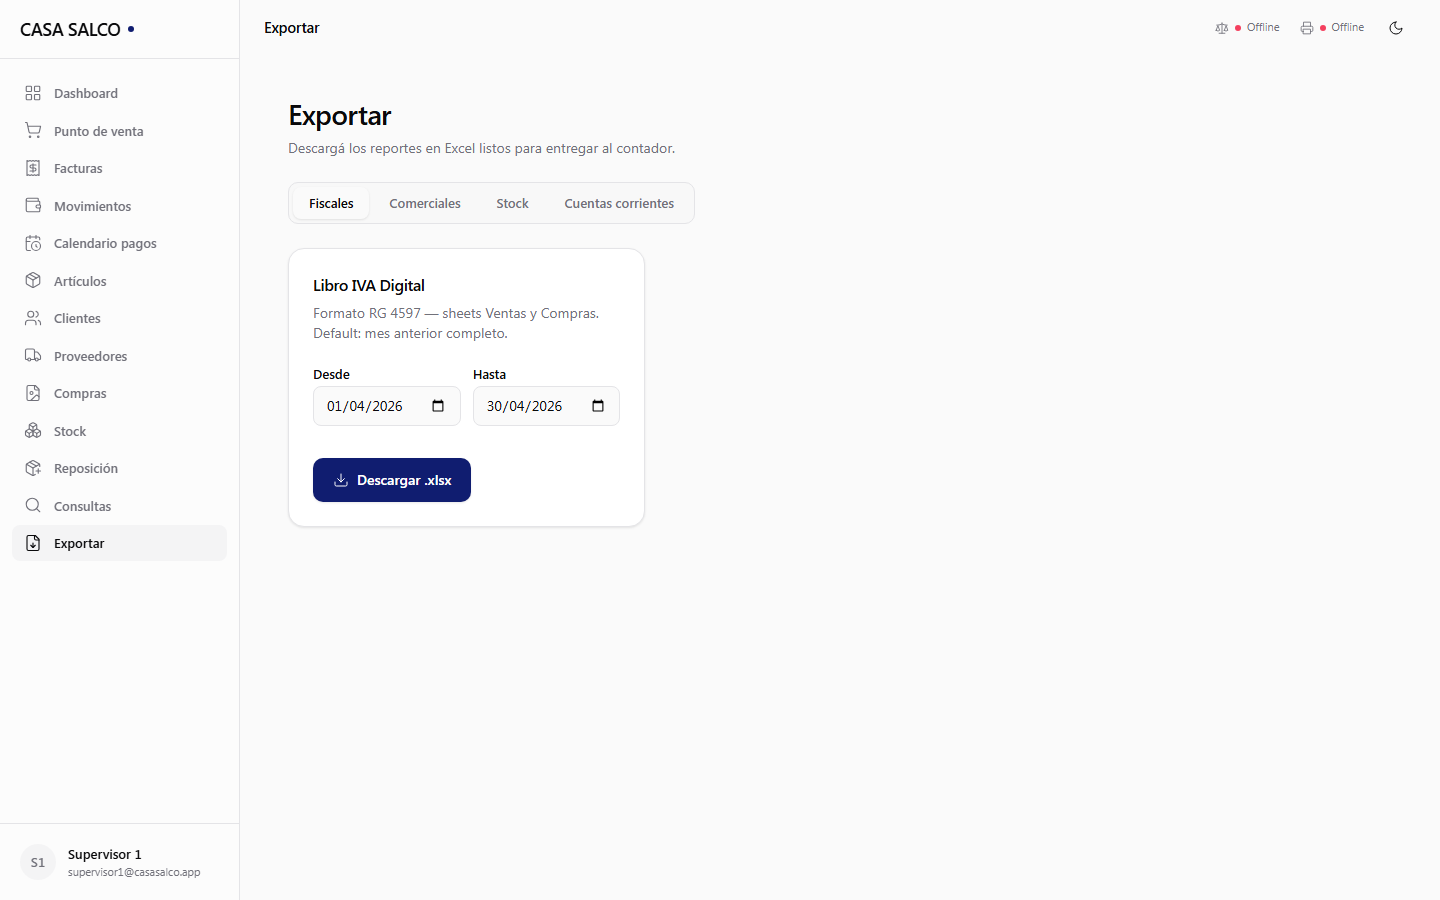 CASA SALCO
Exportar
Offline
Offline
Dashboard
Punto de venta
Facturas
Movimientos
Calendario pagos
Artículos
Clientes
Proveedores
Compras
Stock
Reposición
Consultas
Exportar
Exportar
Descargá los reportes en Excel listos para entregar al contador.
Fiscales
Comerciales
Stock
Cuentas corrientes
Libro IVA Digital
Formato RG 4597 — sheets Ventas y Compras.
Default: mes anterior completo.
Desde
Hasta
01/04/2026
30/04/2026
Descargar .xlsx
S1
Supervisor 1
supervisor1@casasalco.app